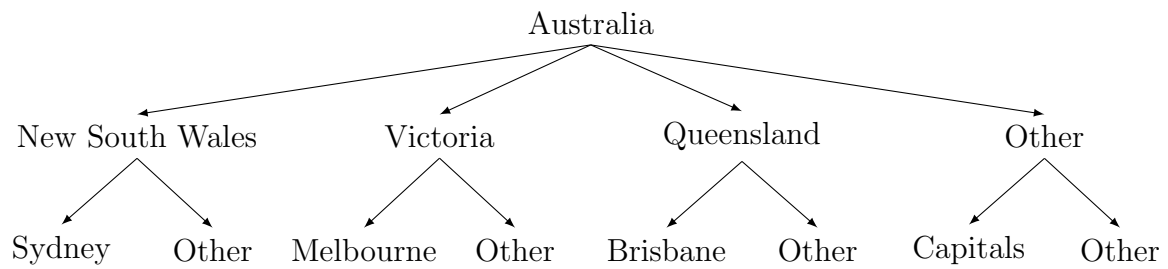 Australia
New South Wales Victoria Queensland Other
Sydney Other Melbourne Other Brisbane Other Capitals Other